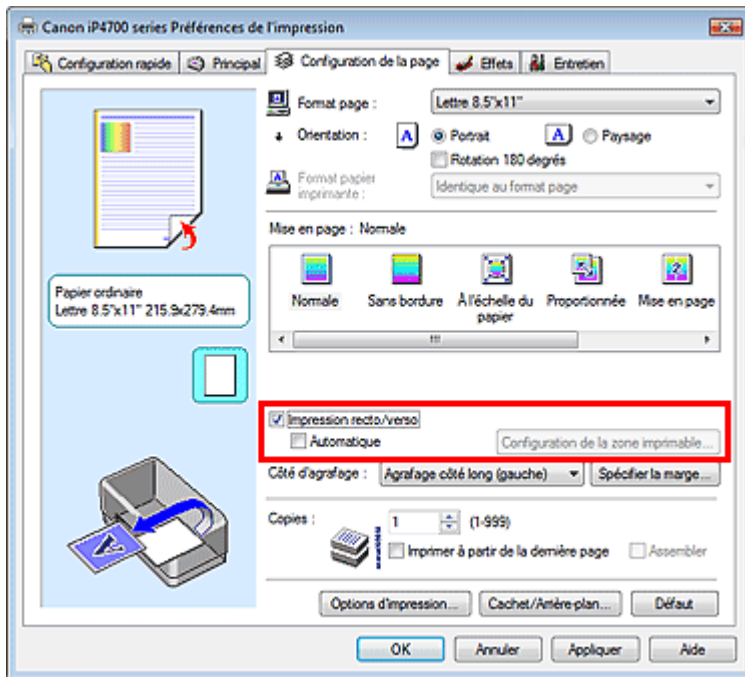 Canon iP4700 series Préférences de l'impression
Configuration rapide Principal Configuration de la page Effets Entretien
Format page : Lettre 8.5"x11"
Orientation : A Portrait A Paysage
Rotation 180 degrés
Format papier imprimante : Identique au format page
Mise en page : Normale
Normale Sans bordure À l'échelle du papier Proportionnée Mise en page
Papier ordinaire
Lettre 8.5"x11" 215.9x279.4mm
Impression recto/verso
Automatique Configuration de la zone imprimable...
Côté d'agrafage : Agrafage côté long (gauche) Spécifier la marge...
Copies : 1 (1-999)
Imprimer à partir de la dernière page Assembler
Options d'impression... Cachet/Arrière-plan... Défaut
OK Annuler Appliquer Aide